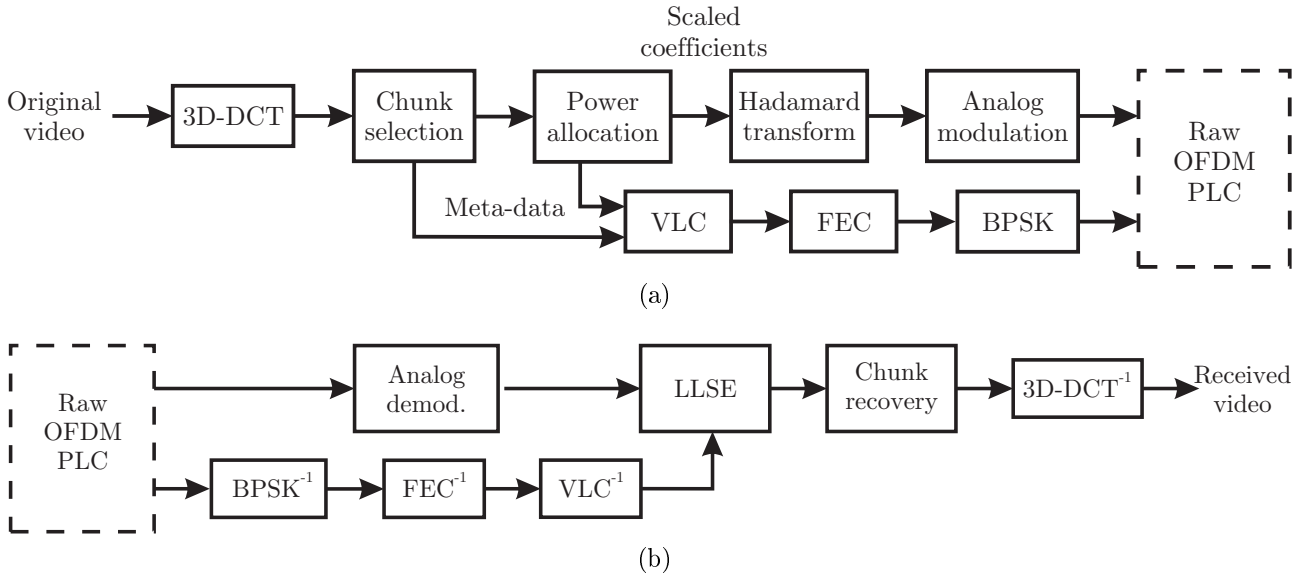 Scaled
coefficients
Original
video
3D-DCT
Chunk
selection
Power
allocation
Hadamard
transform
Analog
modulation
Raw
OFDM
PLC
Meta-data
VLC
FEC
BPSK
(a)
Raw
OFDM
PLC
Analog
demod.
LLSE
Chunk
recovery
3D-DCT⁻¹
Received
video
BPSK⁻¹
FEC⁻¹
VLC⁻¹
(b)